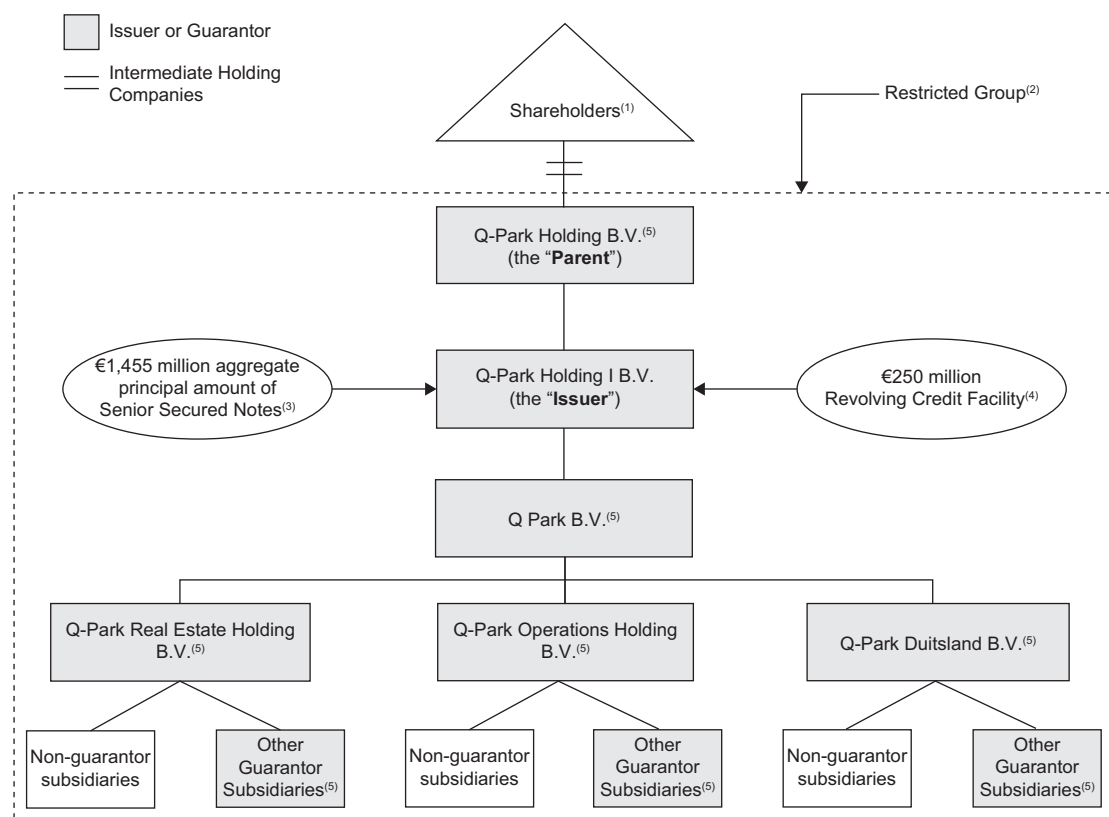 Issuer or Guarantor
Intermediate Holding
Companies
Shareholders(1)
Restricted Group(2)
Q-Park Holding B.V.(5)
(the “Parent”)
€1,455 million aggregate
principal amount of
Senior Secured Notes(3)
Q-Park Holding I B.V.
(the “Issuer”)
€250 million
Revolving Credit Facility(4)
Q Park B.V.(5)
Q-Park Real Estate Holding
B.V.(5)
Q-Park Operations Holding
B.V.(5)
Q-Park Duitsland B.V.(5)
Non-guarantor
subsidiaries
Other
Guarantor
Subsidiaries(5)
Non-guarantor
subsidiaries
Other
Guarantor
Subsidiaries(5)
Non-guarantor
subsidiaries
Other
Guarantor
Subsidiaries(5)